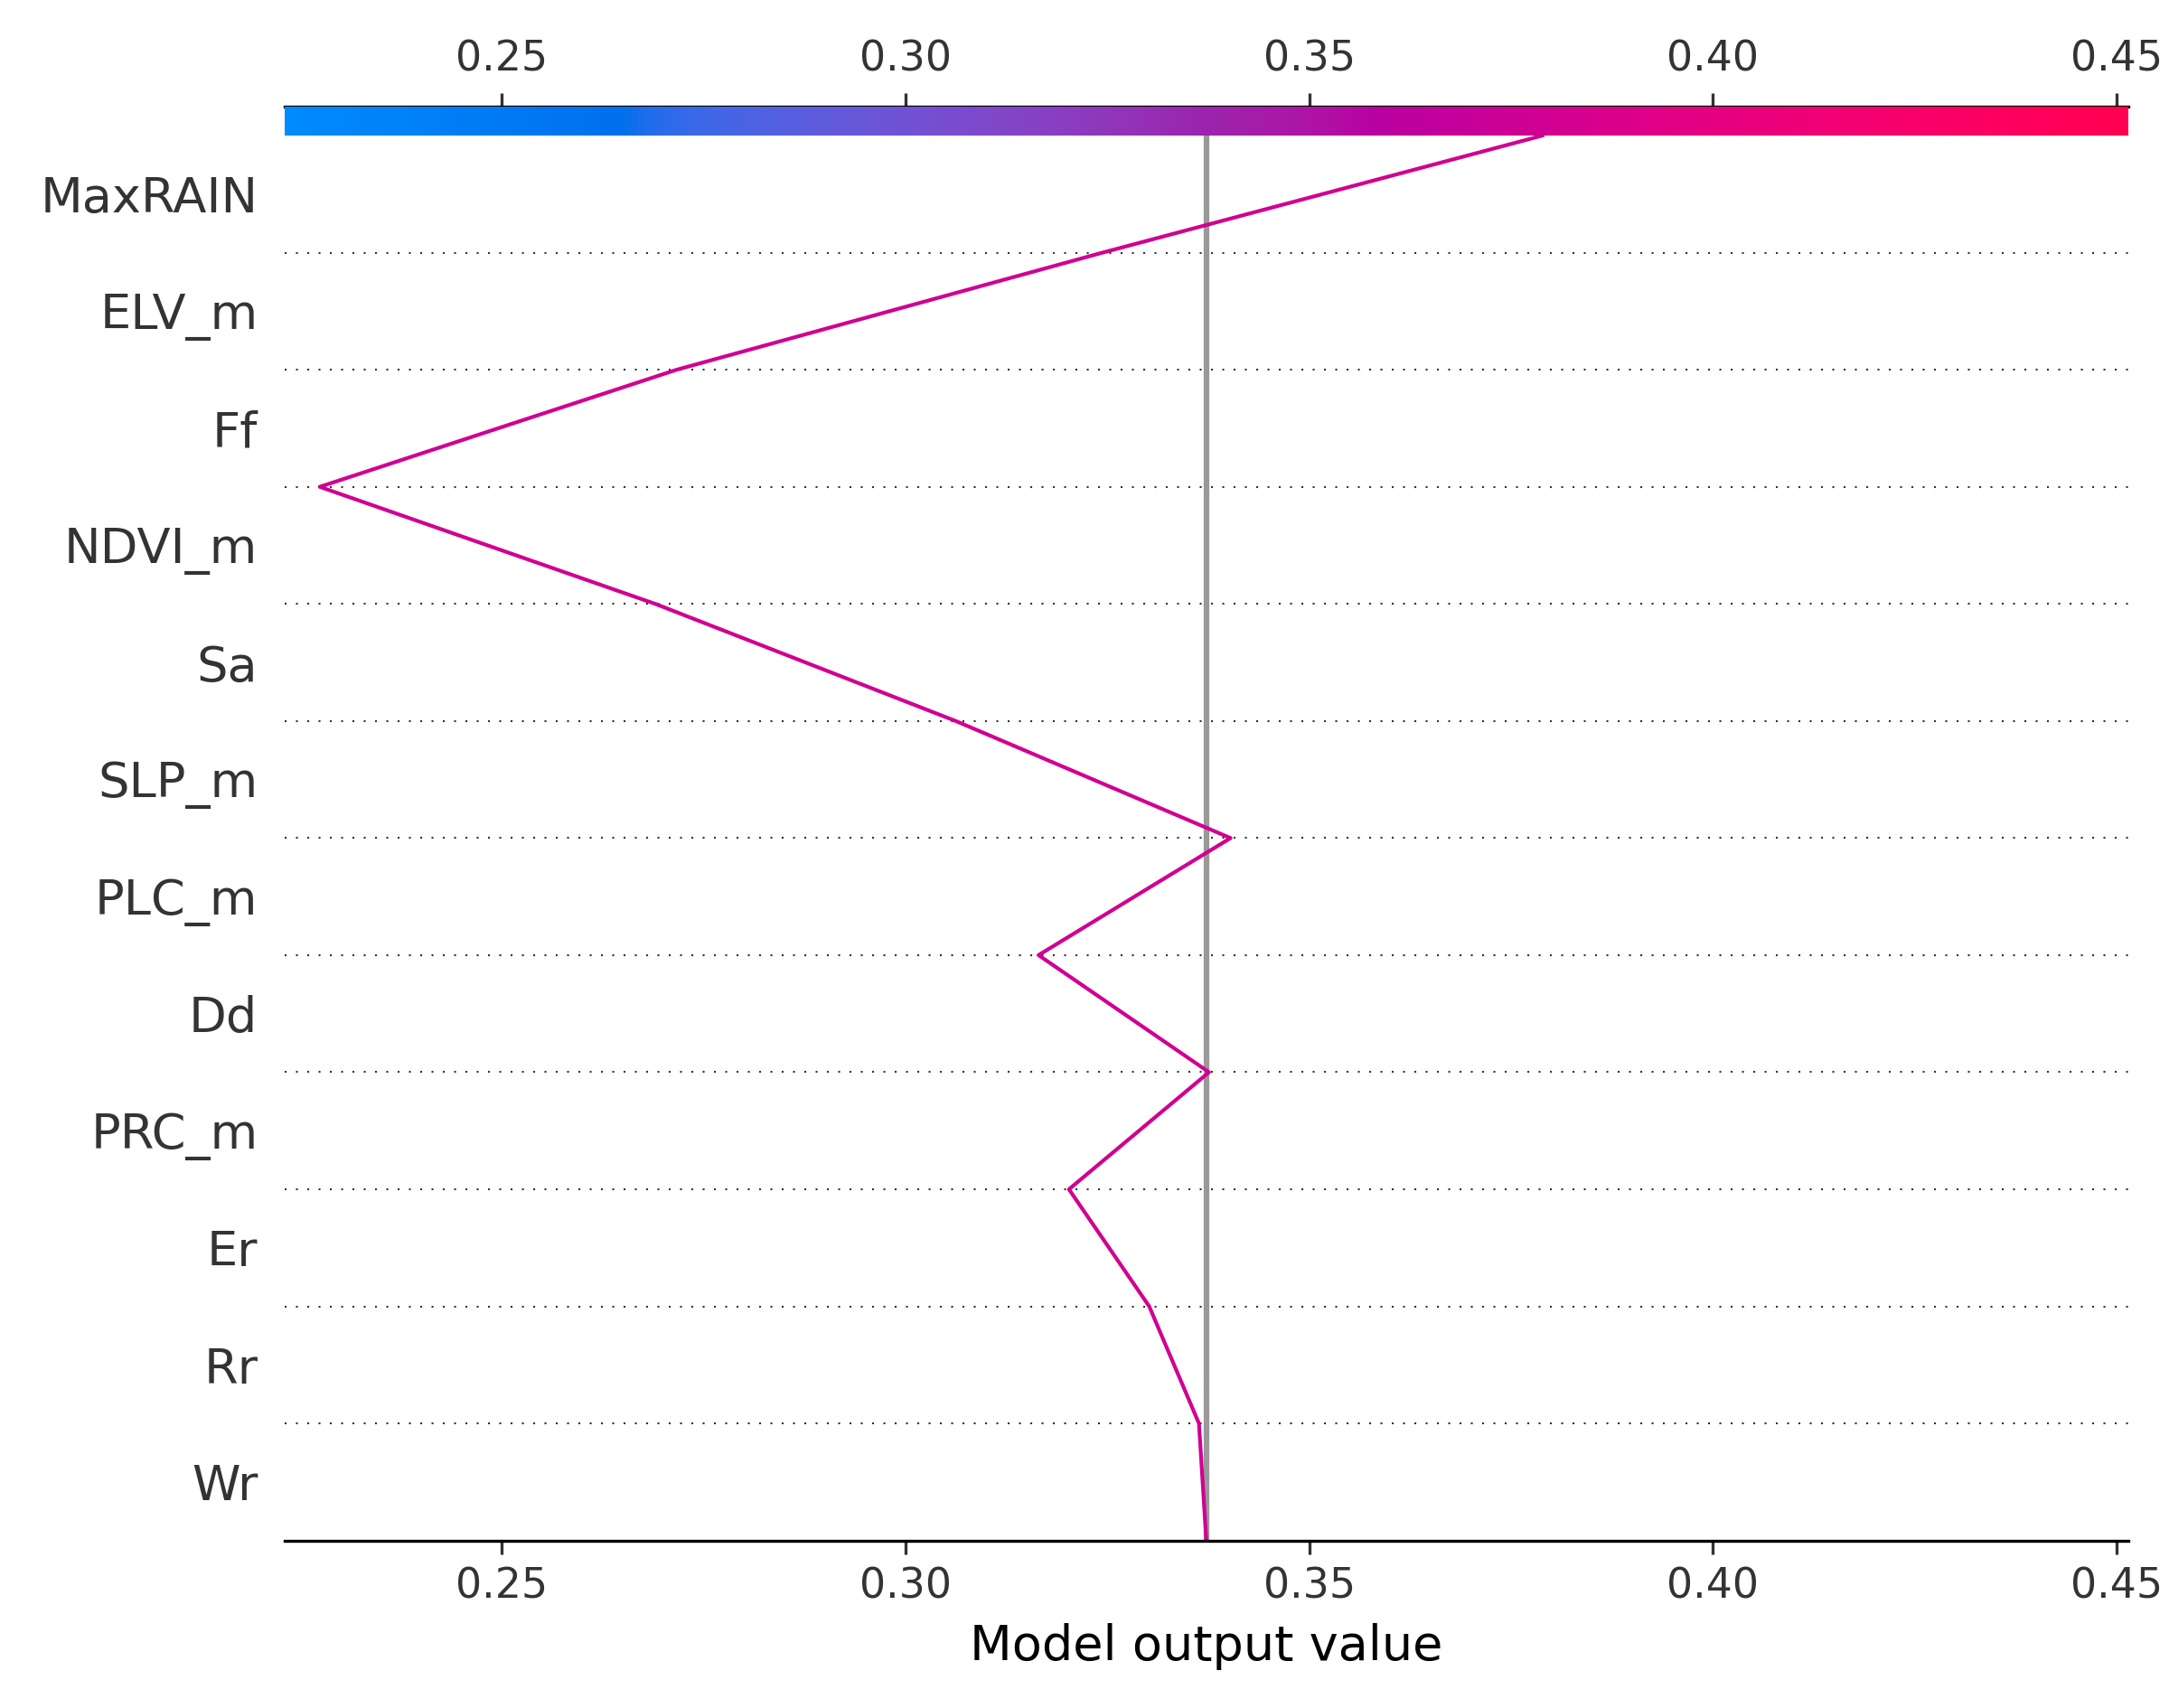 0.25 0.30 0.35 0.40 0.45
MaxRAIN
ELV_m
Ff
NDVI_m
Sa
SLP_m
PLC_m
Dd
PRC_m
Er
Rr
Wr
0.25 0.30 0.35 0.40 0.45
Model output value